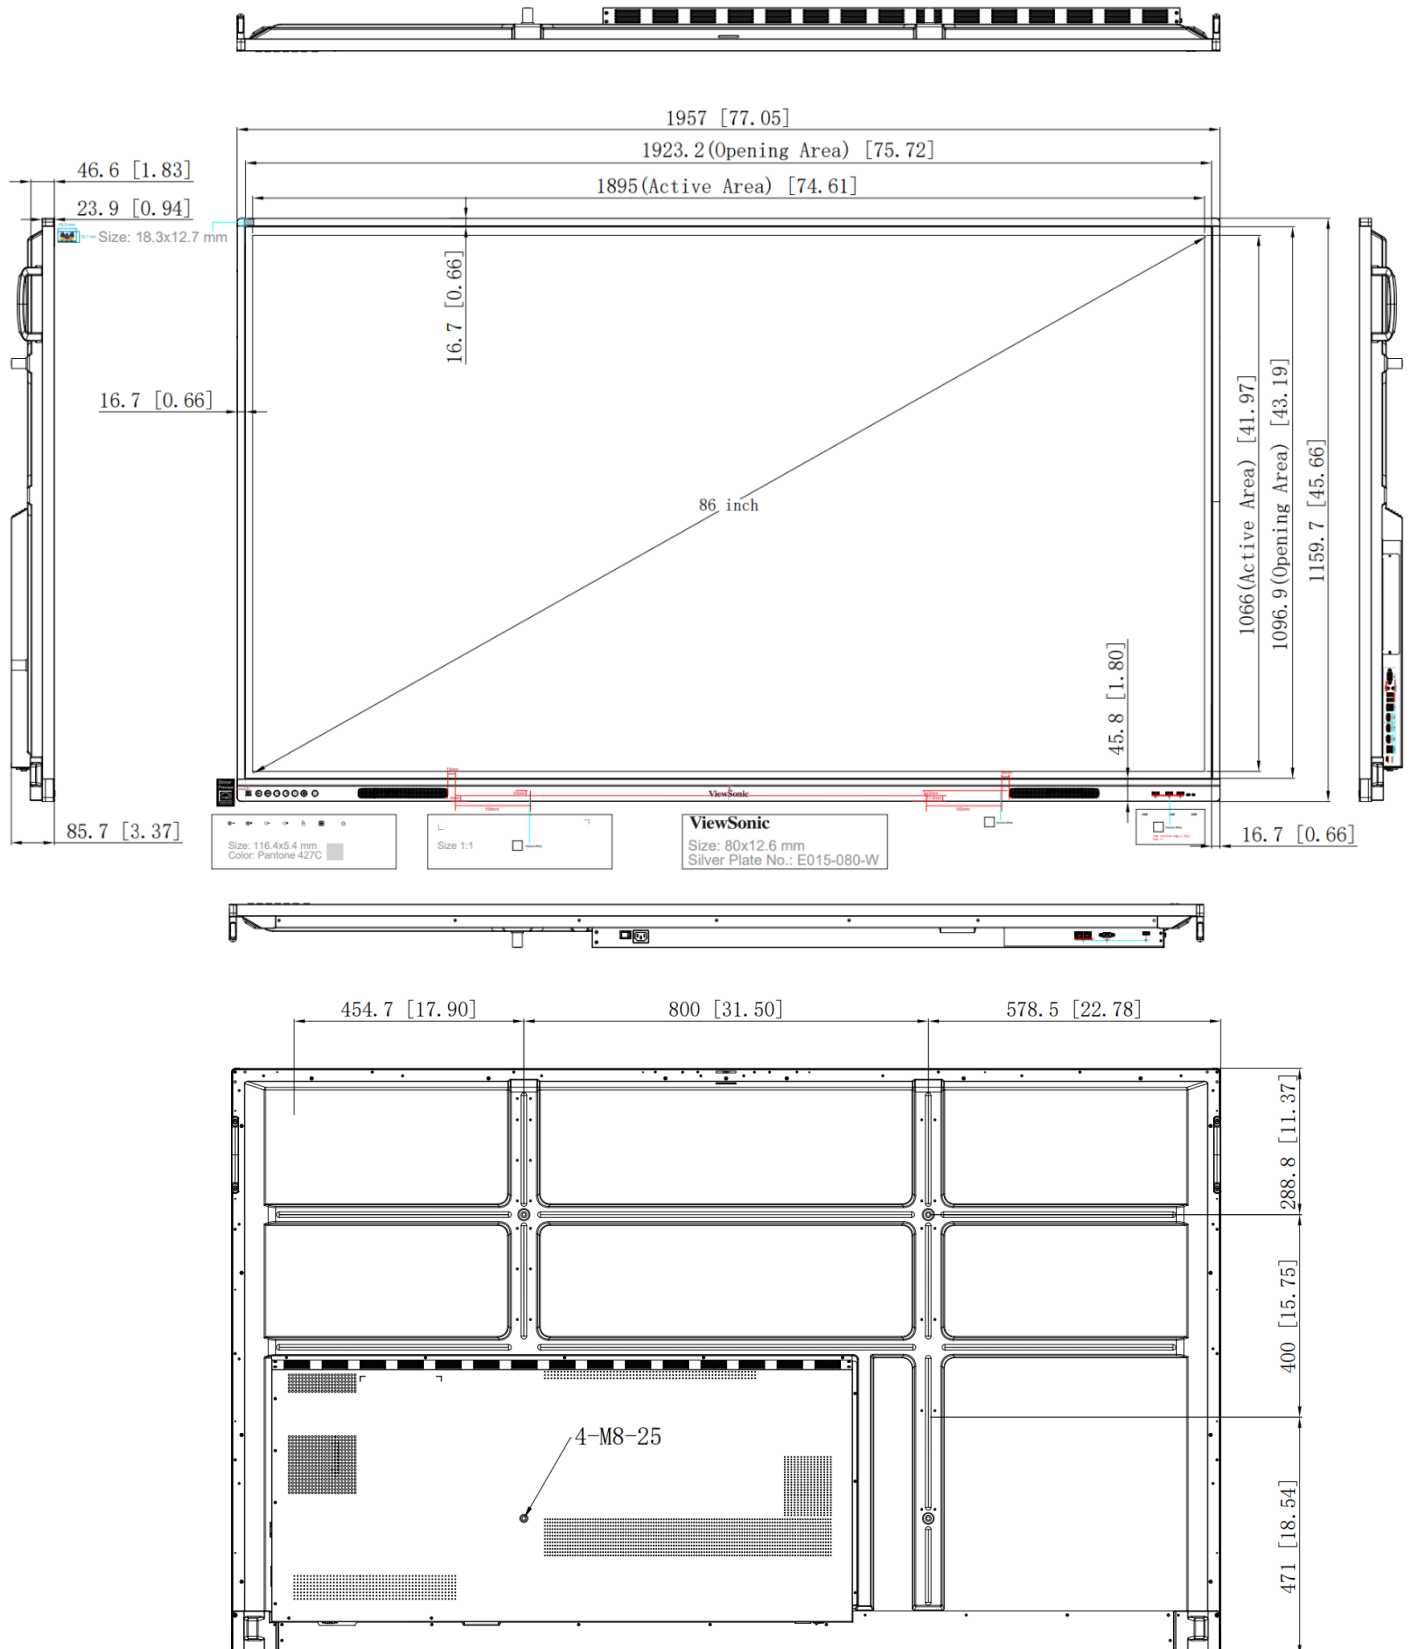 1957 [77.05]
1923.2(Opening Area) [75.72]
46.6 [1.83]
1895(Active Area) [74.61]
23.9 [0.94]
Size: 18.3x12.7 mm
16.7 [0.66]
16.7 [0.66]
86 inch
1066(Active Area) [41.97]
1096.9(Opening Area) [43.19]
1159.7 [45.66]
45.8 [1.80]
ViewSonic
85.7 [3.37]
Size: 116.4x5.4 mm
Color: Pantone 427C
Size 1:1
ViewSonic
Size: 80x12.6 mm
Silver Plate No.: E015-080-W
16.7 [0.66]
454.7 [17.90]
800 [31.50]
578.5 [22.78]
288.8 [11.37]
400 [15.75]
4-M8-25
471 [18.54]